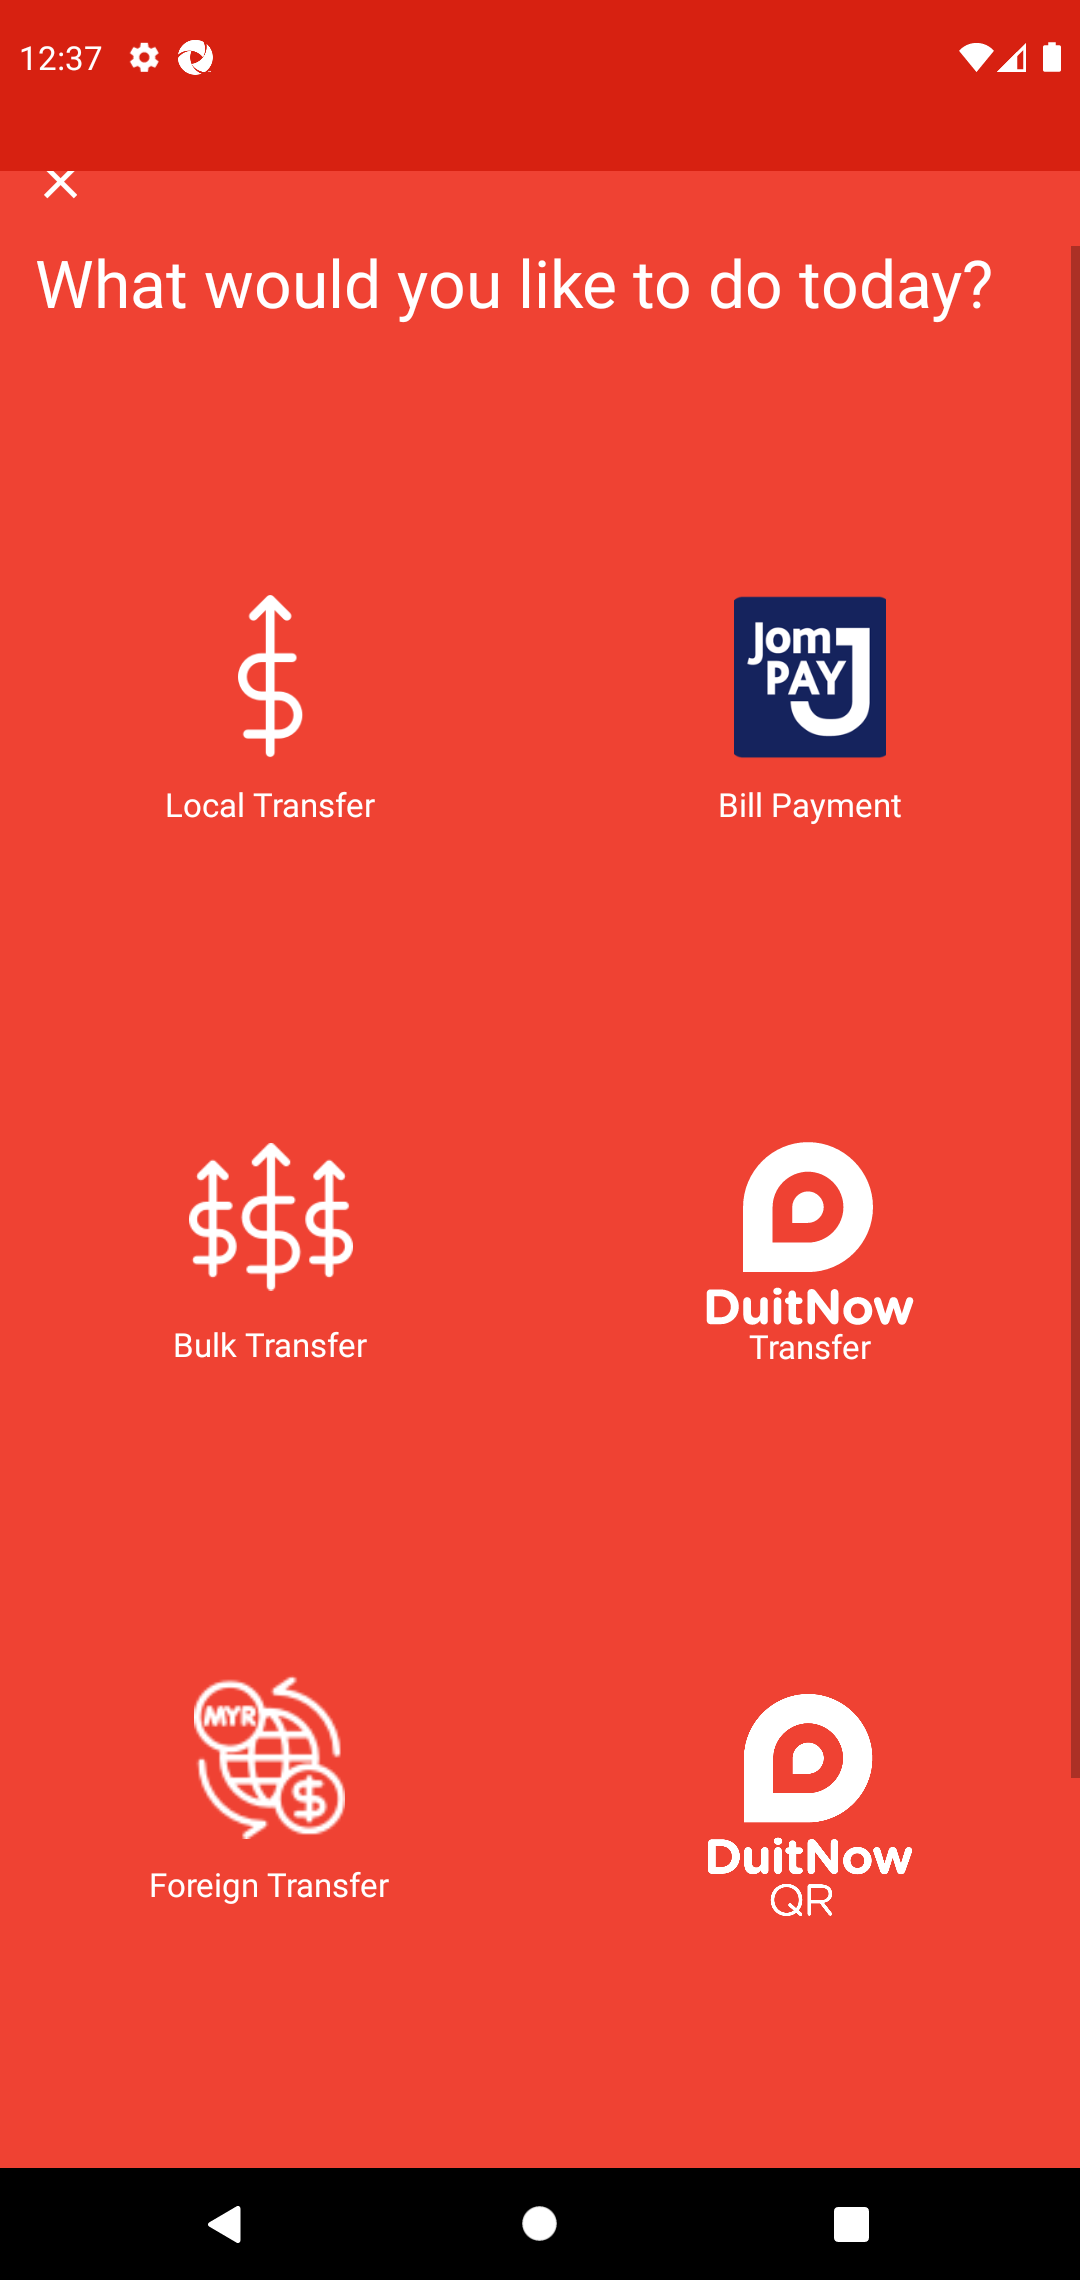 12:37
What would you like to do today?
Jom
PAY
Local Transfer
Bill Payment
DuitNow
Bulk Transfer
Transfer
MYR
DuitNow
Foreign Transfer
QR